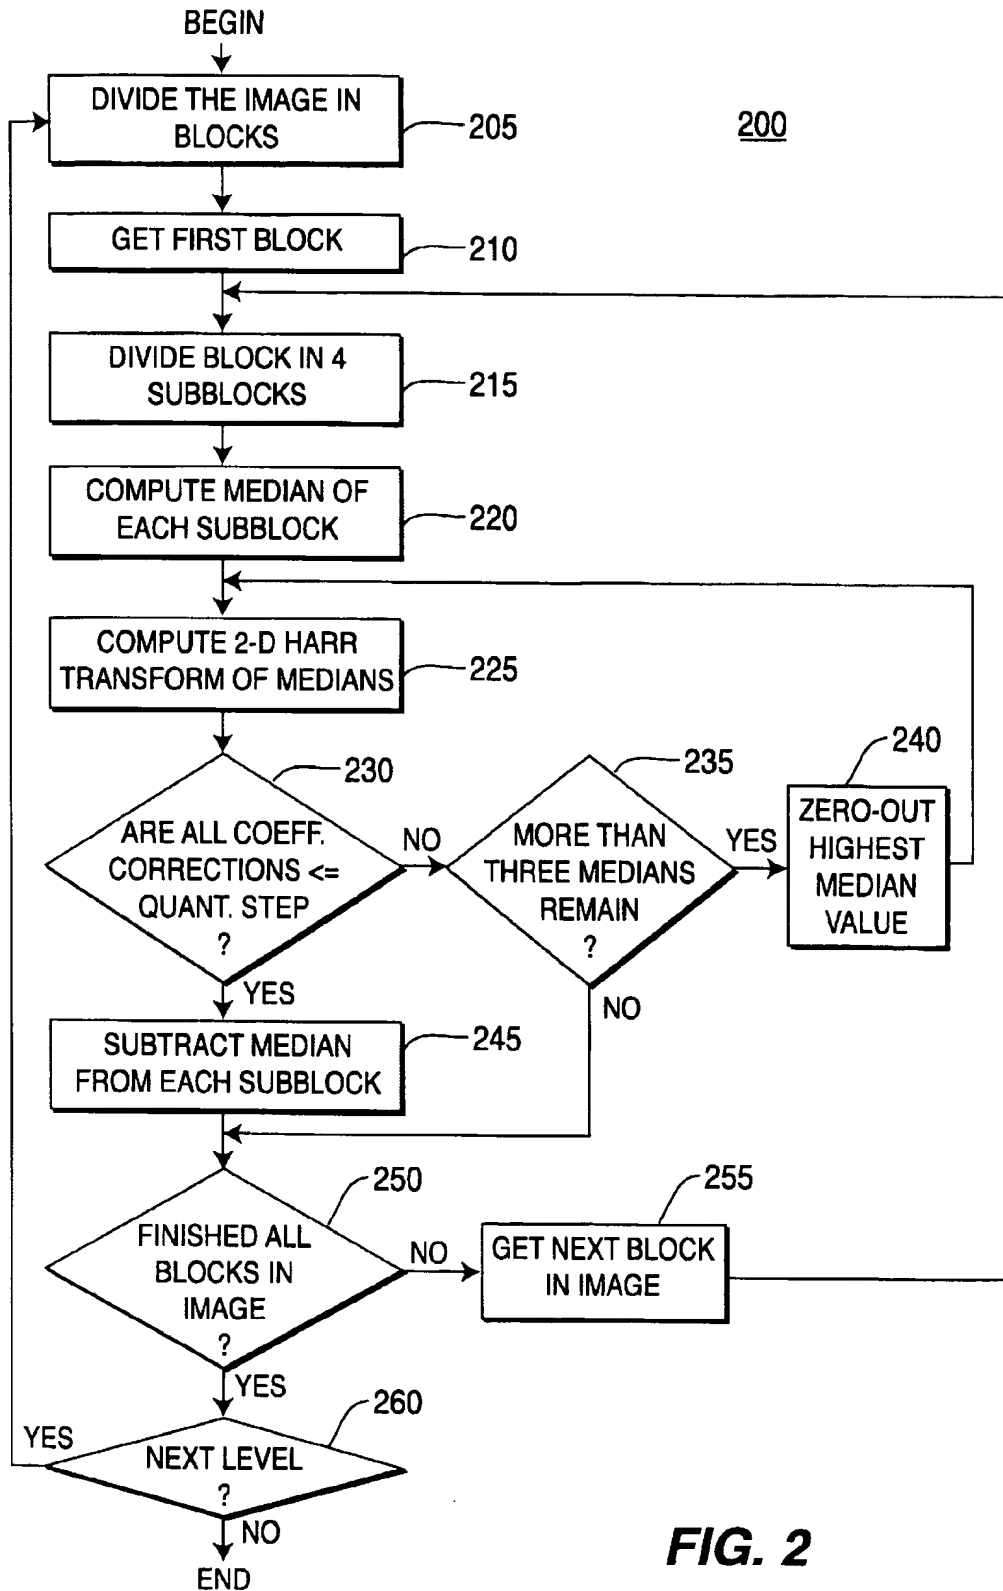 BEGIN
DIVIDE THE IMAGE IN
BLOCKS
205
200
GET FIRST BLOCK
210
DIVIDE BLOCK IN 4
SUBBLOCKS
215
COMPUTE MEDIAN OF
EACH SUBBLOCK
220
COMPUTE 2-D HARR
TRANSFORM OF MEDIANS
225
230
ARE ALL COEFF.
CORRECTIONS <=
QUANT. STEP
?
NO
YES
235
MORE THAN
THREE MEDIANS
REMAIN
?
YES
NO
240
ZERO-OUT
HIGHEST
MEDIAN
VALUE
SUBTRACT MEDIAN
FROM EACH SUBBLOCK
245
250
FINISHED ALL
BLOCKS IN
IMAGE
?
NO
YES
255
GET NEXT BLOCK
IN IMAGE
260
YES
NEXT LEVEL
?
NO
END
FIG. 2